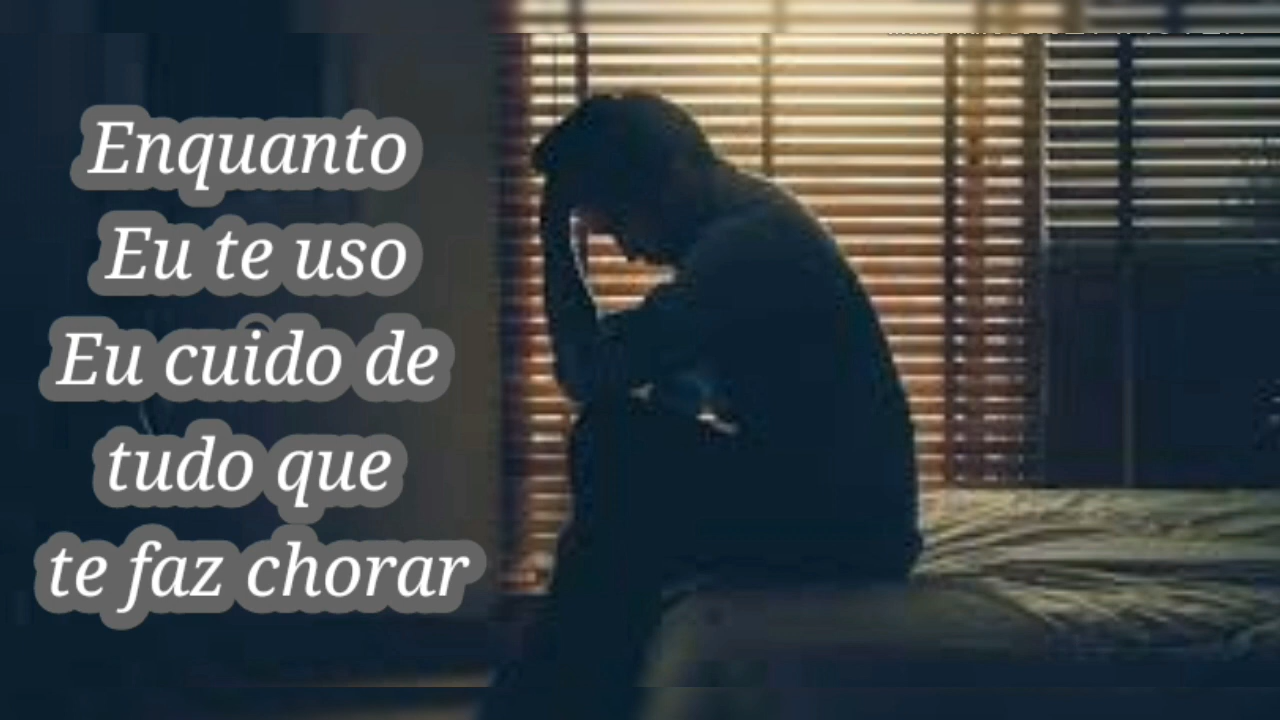 Enquanto
Eu te uso
Eu cuido de
tudo que
te faz chorar